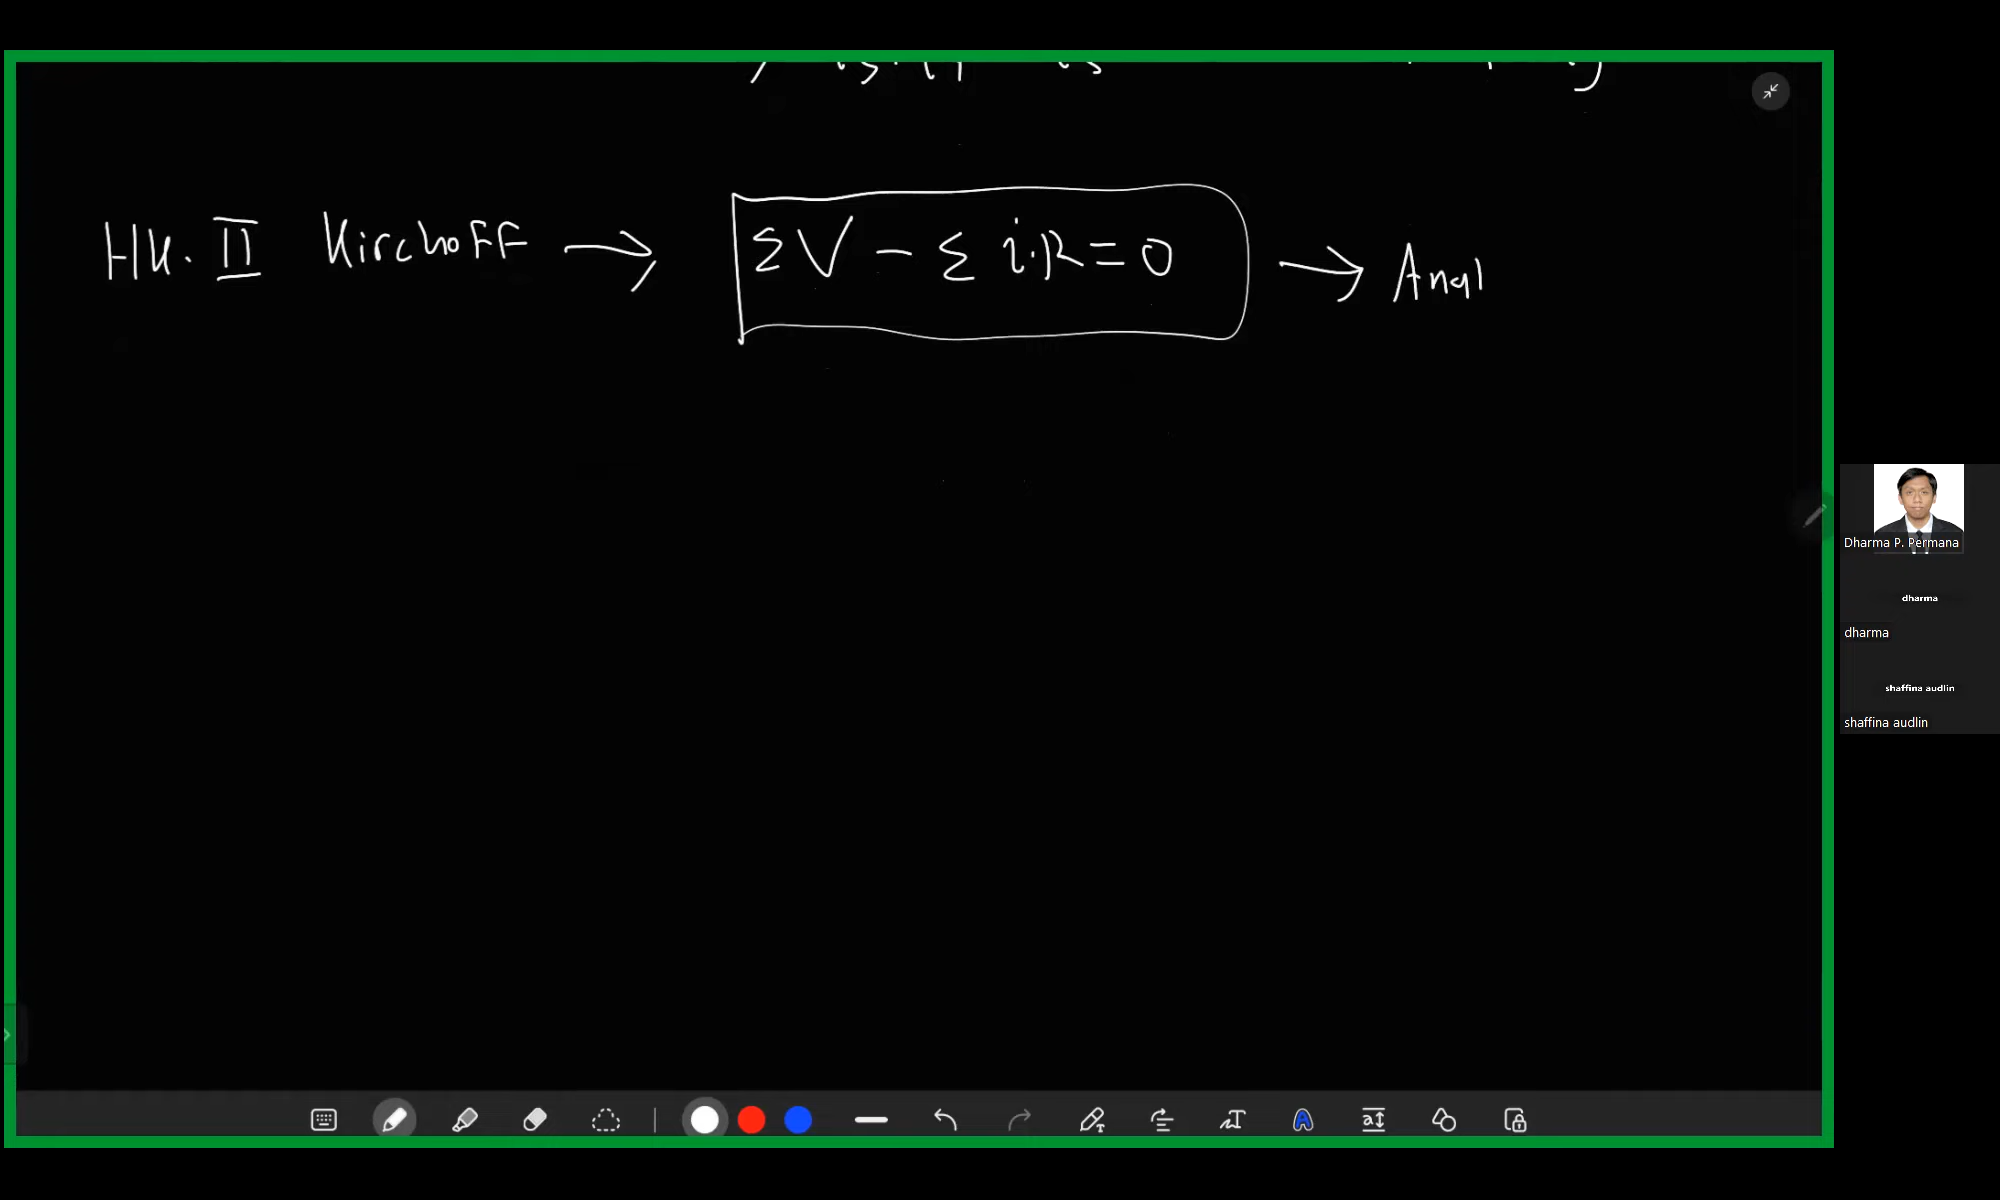 HK. II KirchoFF → ΣV - Σ i.R = 0 → Anal
Dharma P. Permana
dharma
dharma
shaffina audlin
shaffina audlin